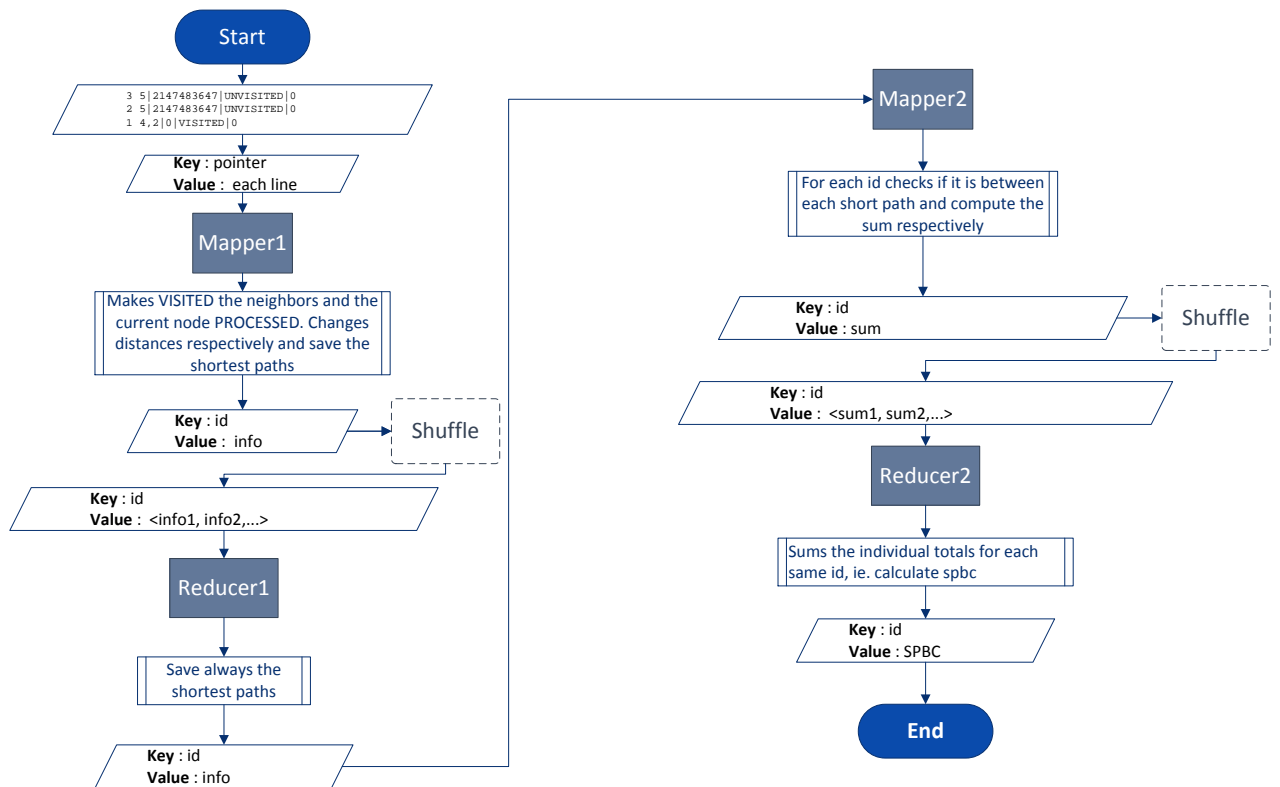 Start
3 5|2147483647|UNVISITED|0
2 5|2147483647|UNVISITED|0
1 4,2|0|VISITED|0
Key : pointer
Value : each line
Mapper1
Makes VISITED the neighbors and the
current node PROCESSED. Changes
distances respectively and save the
shortest paths
Key : id
Value : info
Shuffle
Key : id
Value : <info1, info2,...>
Reducer1
Save always the
shortest paths
Key : id
Value : info
Mapper2
For each id checks if it is between
each short path and compute the
sum respectively
Key : id
Value : sum
Shuffle
Key : id
Value : <sum1, sum2,...>
Reducer2
Sums the individual totals for each
same id, ie. calculate spbc
Key : id
Value : SPBC
End